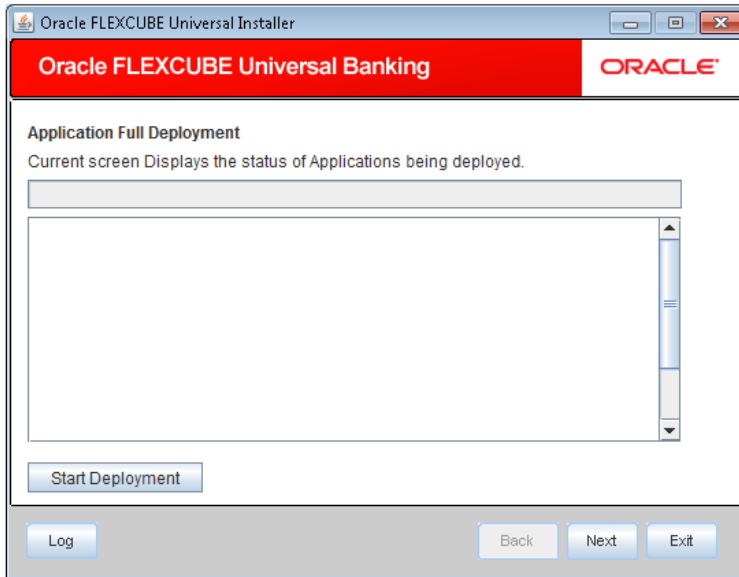 Oracle FLEXCUBE Universal Installer
Oracle FLEXCUBE Universal Banking
ORACLE
Application Full Deployment
Current screen Displays the status of Applications being deployed.
Start Deployment
Log Back Next Exit